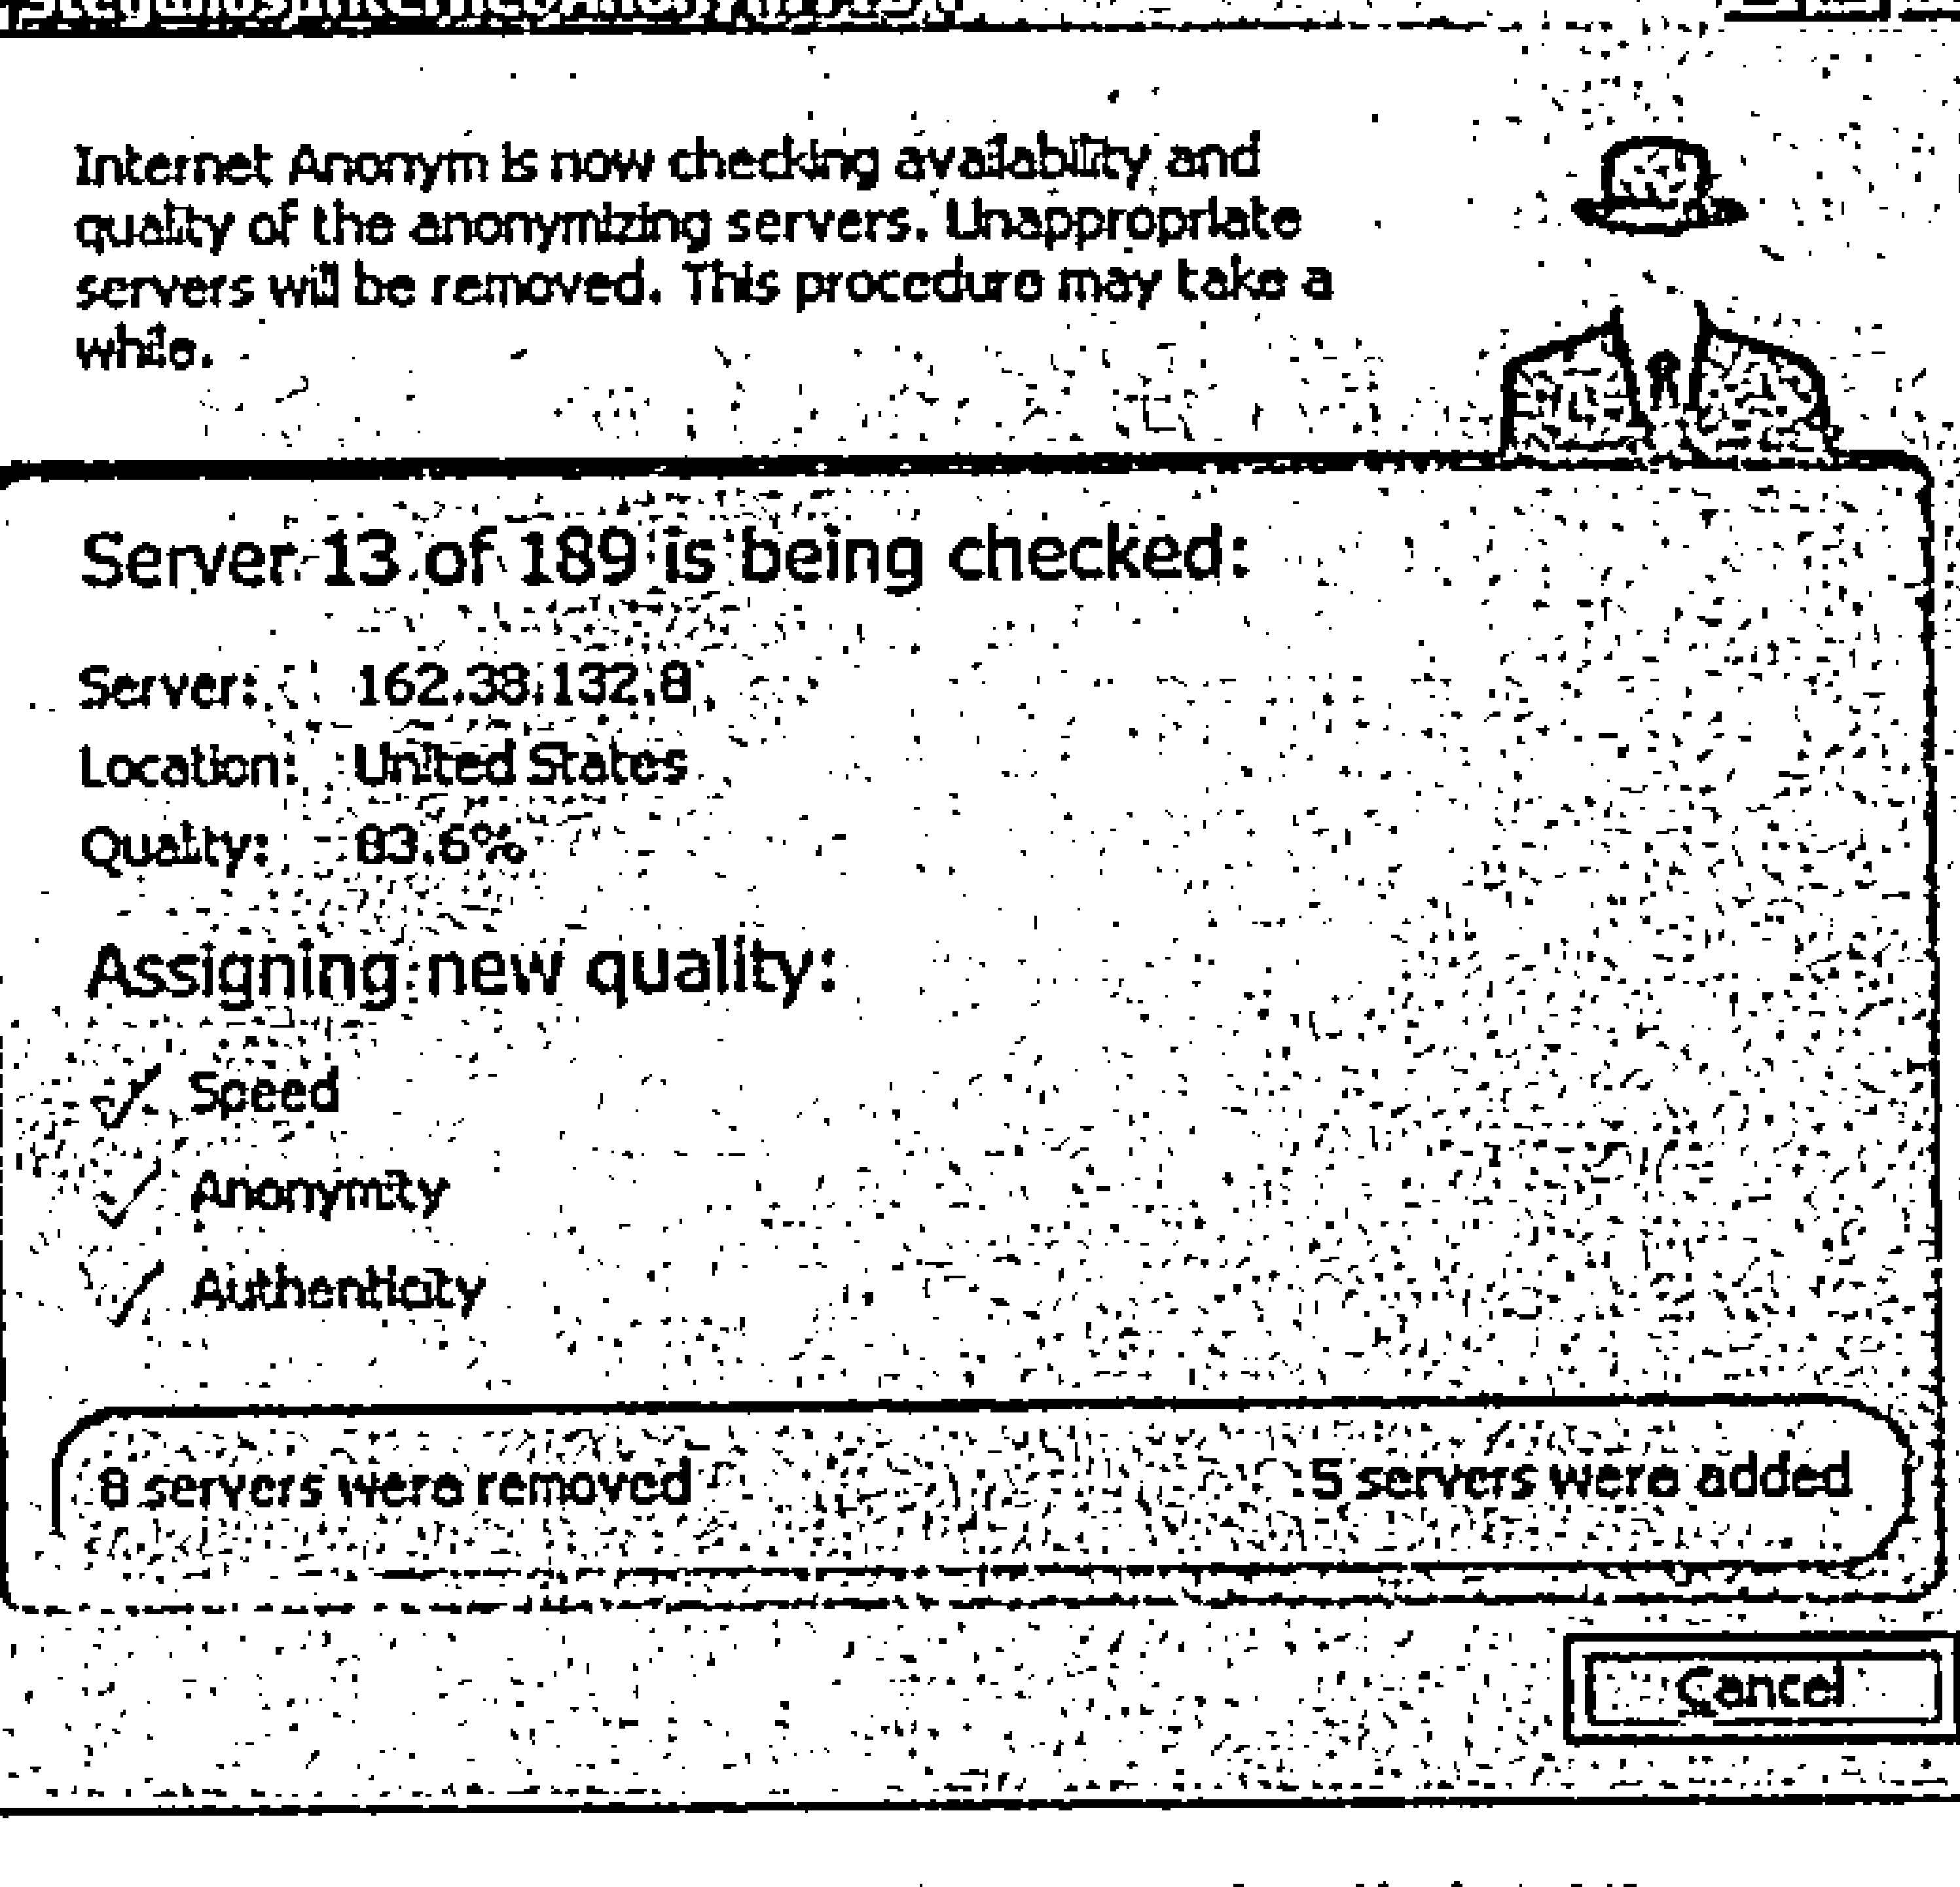 Internet Anonym is now checking availability and
quality of the anonymizing servers. Unappropriate
servers will be removed. This procedure may take a
while.
Server 13 of 189 is being checked:
Server: 162.38.132.8
Location: United States
Quality: 83.6%
Assigning new quality:
Speed
Anonymity
Authenticity
8 servers were removed 5 servers were added
Cancel